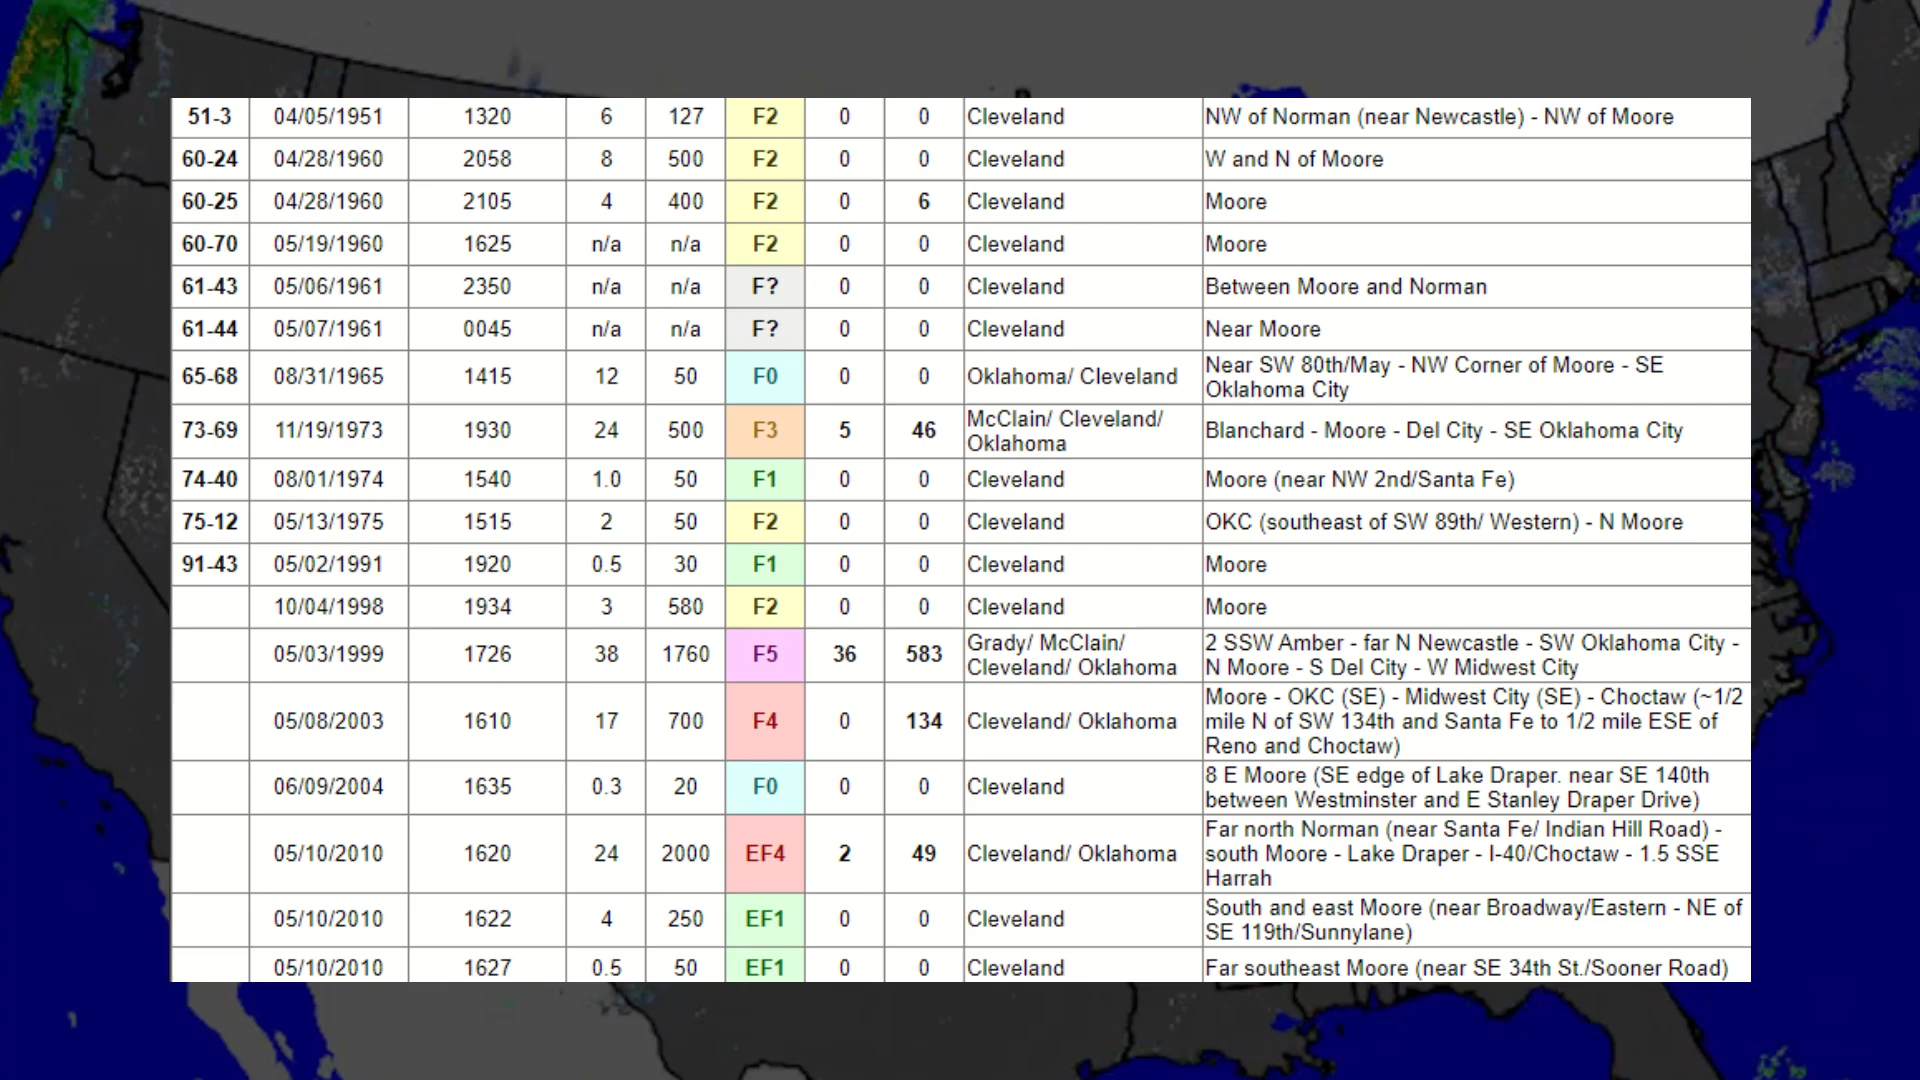 51-3 04/05/1951 1320 6 127 F2 0 0 Cleveland NW of Norman (near Newcastle) - NW of Moore
60-24 04/28/1960 2058 8 500 F2 0 0 Cleveland W and N of Moore
60-25 04/28/1960 2105 4 400 F2 0 6 Cleveland Moore
60-70 05/19/1960 1625 n/a n/a F2 0 0 Cleveland Moore
61-43 05/06/1961 2350 n/a n/a F? 0 0 Cleveland Between Moore and Norman
61-44 05/07/1961 0045 n/a n/a F? 0 0 Cleveland Near Moore
65-68 08/31/1965 1415 12 50 F0 0 0 Oklahoma/ Cleveland Near SW 80th/May - NW Corner of Moore - SE
Oklahoma City
73-69 11/19/1973 1930 24 500 F3 5 46 McClain/ Cleveland/
Oklahoma Blanchard - Moore - Del City - SE Oklahoma City
74-40 08/01/1974 1540 1.0 50 F1 0 0 Cleveland Moore (near NW 2nd/Santa Fe)
75-12 05/13/1975 1515 2 50 F2 0 0 Cleveland OKC (southeast of SW 89th/ Western) - N Moore
91-43 05/02/1991 1920 0.5 30 F1 0 0 Cleveland Moore
10/04/1998 1934 3 580 F2 0 0 Cleveland Moore
05/03/1999 1726 38 1760 F5 36 583 Grady/ McClain/
Cleveland/ Oklahoma 2 SSW Amber - far N Newcastle - SW Oklahoma City -
N Moore - S Del City - W Midwest City
05/08/2003 1610 17 700 F4 0 134 Cleveland/ Oklahoma Moore - OKC (SE) - Midwest City (SE) - Choctaw (~1/2
mile N of SW 134th and Santa Fe to 1/2 mile ESE of
Reno and Choctaw)
06/09/2004 1635 0.3 20 F0 0 0 Cleveland 8 E Moore (SE edge of Lake Draper. near SE 140th
between Westminster and E Stanley Draper Drive)
05/10/2010 1620 24 2000 EF4 2 49 Cleveland/ Oklahoma Far north Norman (near Santa Fe/ Indian Hill Road) -
south Moore - Lake Draper - I-40/Choctaw - 1.5 SSE
Harrah
05/10/2010 1622 4 250 EF1 0 0 Cleveland South and east Moore (near Broadway/Eastern - NE of
SE 119th/Sunnylane)
05/10/2010 1627 0.5 50 EF1 0 0 Cleveland Far southeast Moore (near SE 34th St./Sooner Road)